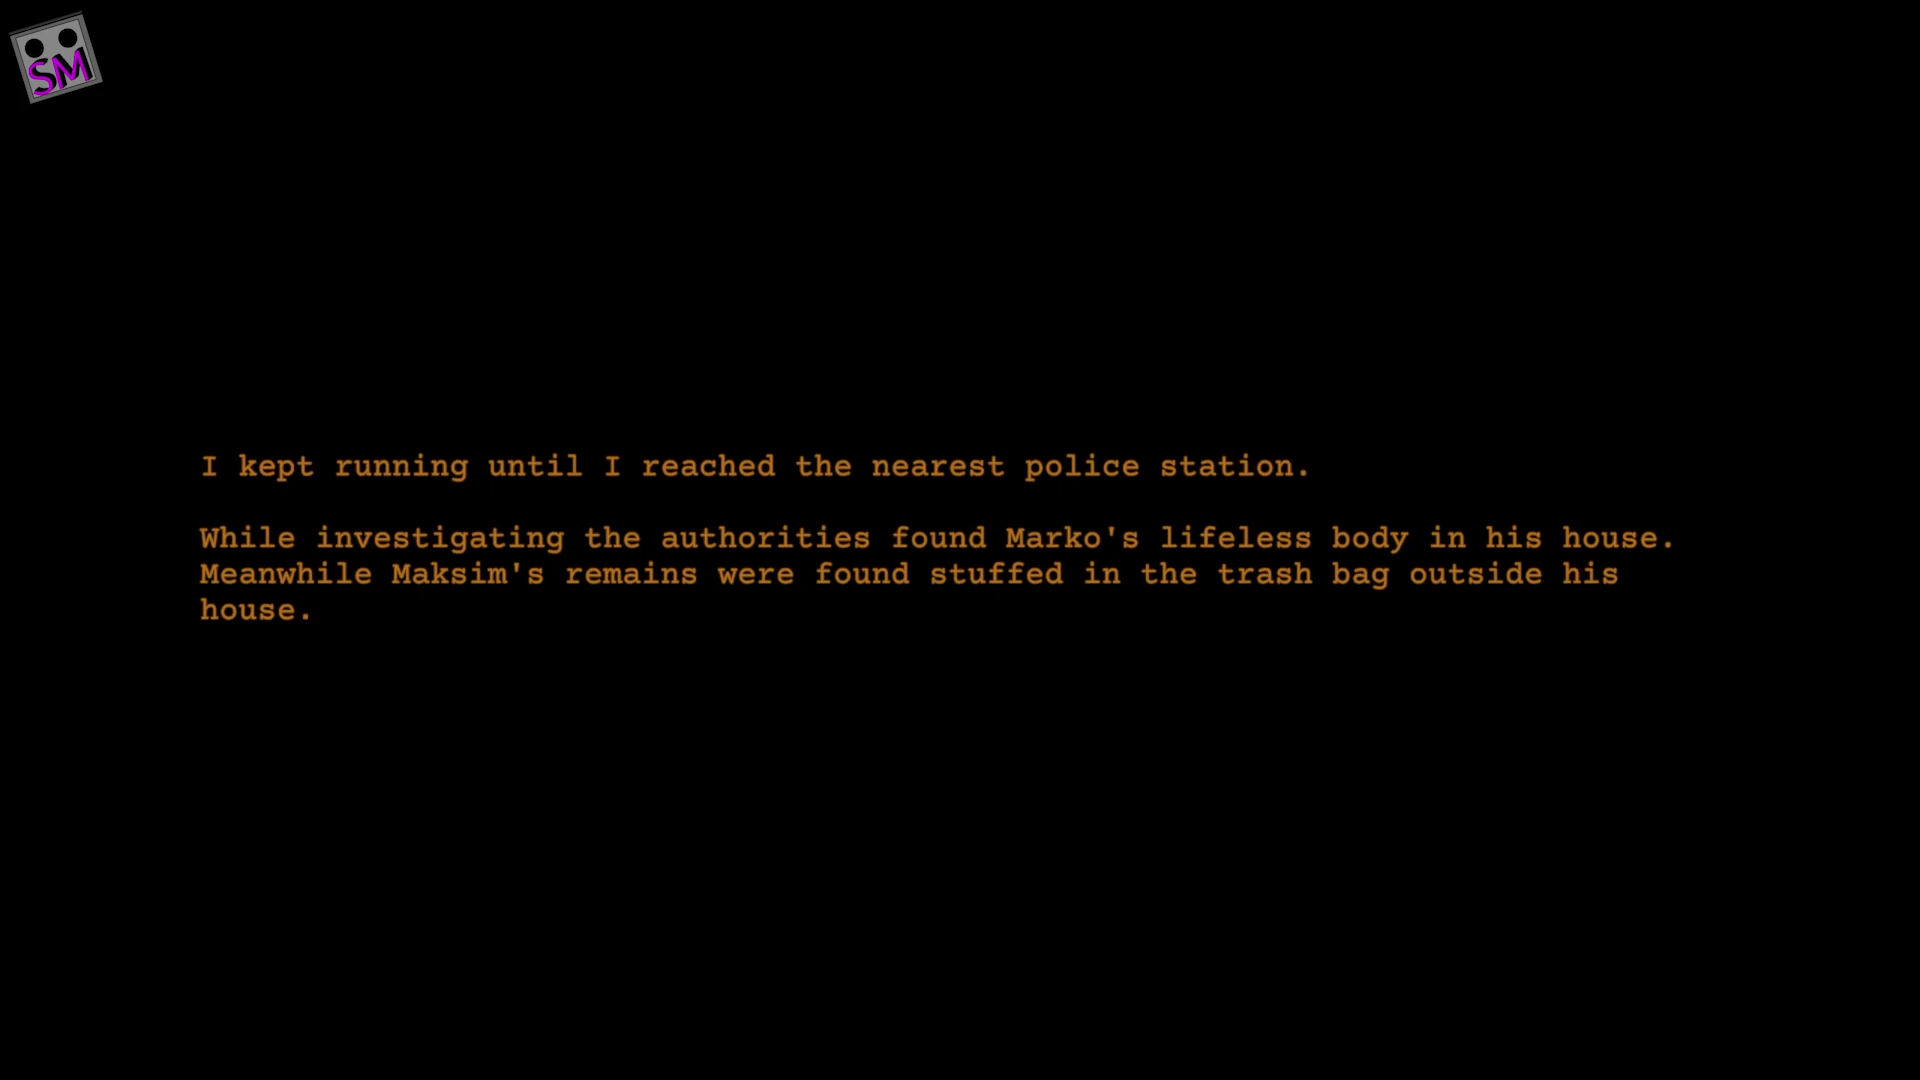 SM
I kept running until I reached the nearest police station.
While investigating the authorities found Marko's lifeless body in his house.
Meanwhile Maksim's remains were found stuffed in the trash bag outside his
house.